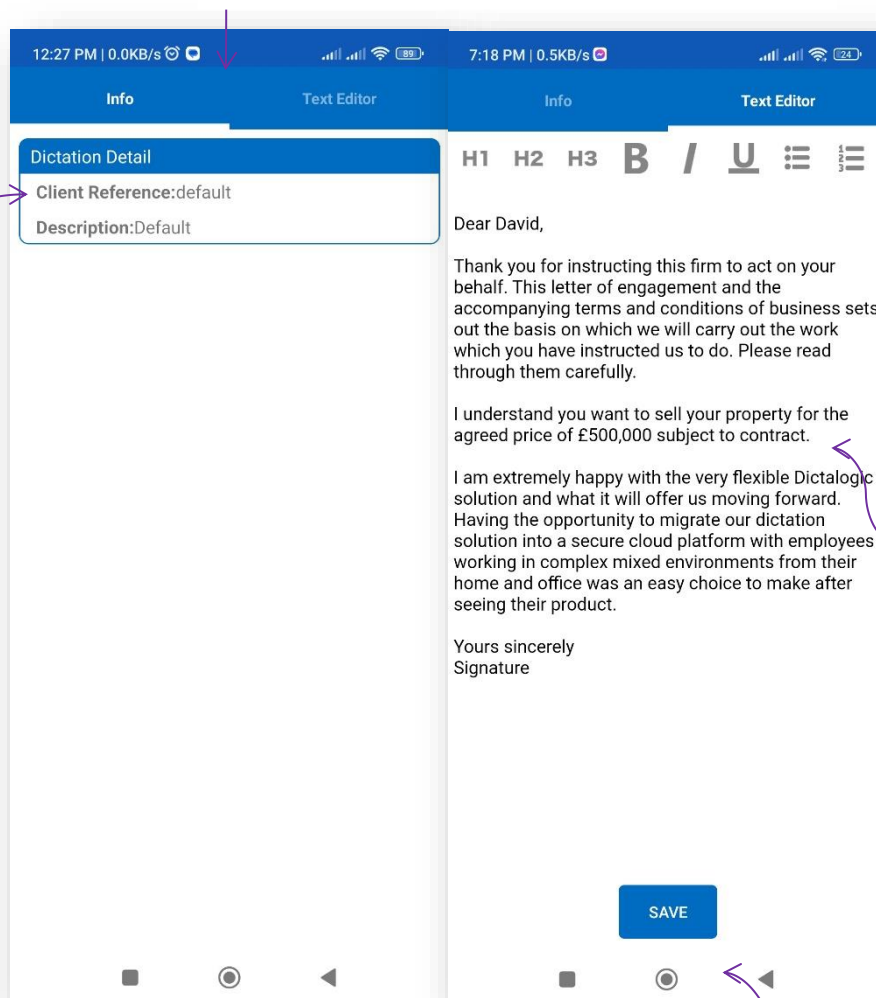 12:27 PM | 0.0KB/s
89
Info
Text Editor
Dictation Detail
Client Reference:default
Description:Default
7:18 PM | 0.5KB/s
24
Info
Text Editor
H1 H2 H3 B I U
Dear David,
Thank you for instructing this firm to act on your
behalf. This letter of engagement and the
accompanying terms and conditions of business sets
out the basis on which we will carry out the work
which you have instructed us to do. Please read
through them carefully.
I understand you want to sell your property for the
agreed price of £500,000 subject to contract.
I am extremely happy with the very flexible Dictalogic
solution and what it will offer us moving forward.
Having the opportunity to migrate our dictation
solution into a secure cloud platform with employees
working in complex mixed environments from their
home and office was an easy choice to make after
seeing their product.
Yours sincerely
Signature
SAVE